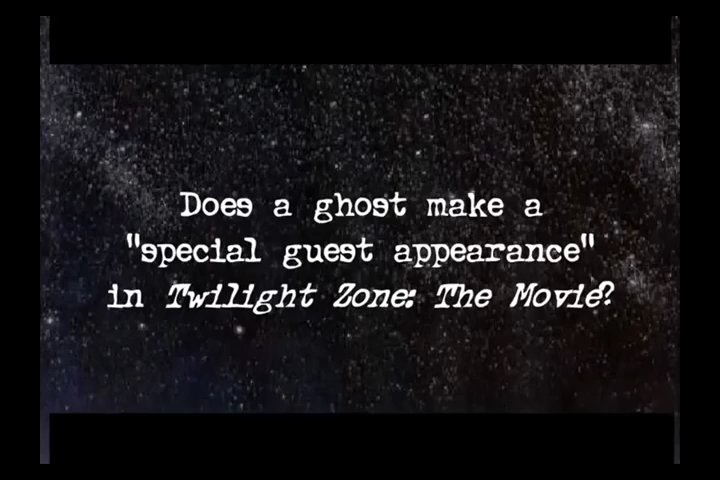 Does a ghost make a
"special guest appearance"
in Twilight Zone: The Movie?